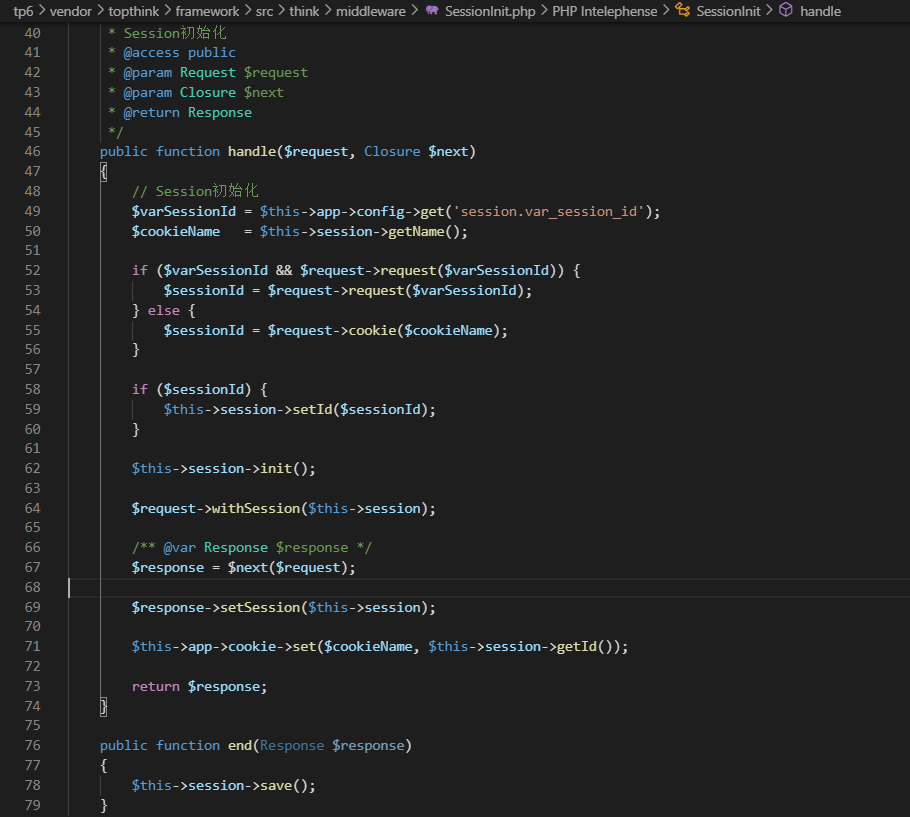 tp6 > vendor > topthink > framework > src > think > middleware > SessionInit.php > PHP Intelephense > SessionInit > handle
40 * Session初始化
41 * @access public
42 * @param Request $request
43 * @param Closure $next
44 * @return Response
45 */
46 public function handle($request, Closure $next)
47 {
48 // Session初始化
49 $varSessionId = $this->app->config->get('session.var_session_id');
50 $cookieName   = $this->session->getName();
51
52 if ($varSessionId && $request->request($varSessionId)) {
53 $sessionId = $request->request($varSessionId);
54 } else {
55 $sessionId = $request->cookie($cookieName);
56 }
57
58 if ($sessionId) {
59 $this->session->setId($sessionId);
60 }
61
62 $this->session->init();
63
64 $request->withSession($this->session);
65
66 /** @var Response $response */
67 $response = $next($request);
68
69 $response->setSession($this->session);
70
71 $this->app->cookie->set($cookieName, $this->session->getId());
72
73 return $response;
74 }
75
76 public function end(Response $response)
77 {
78 $this->session->save();
79 }